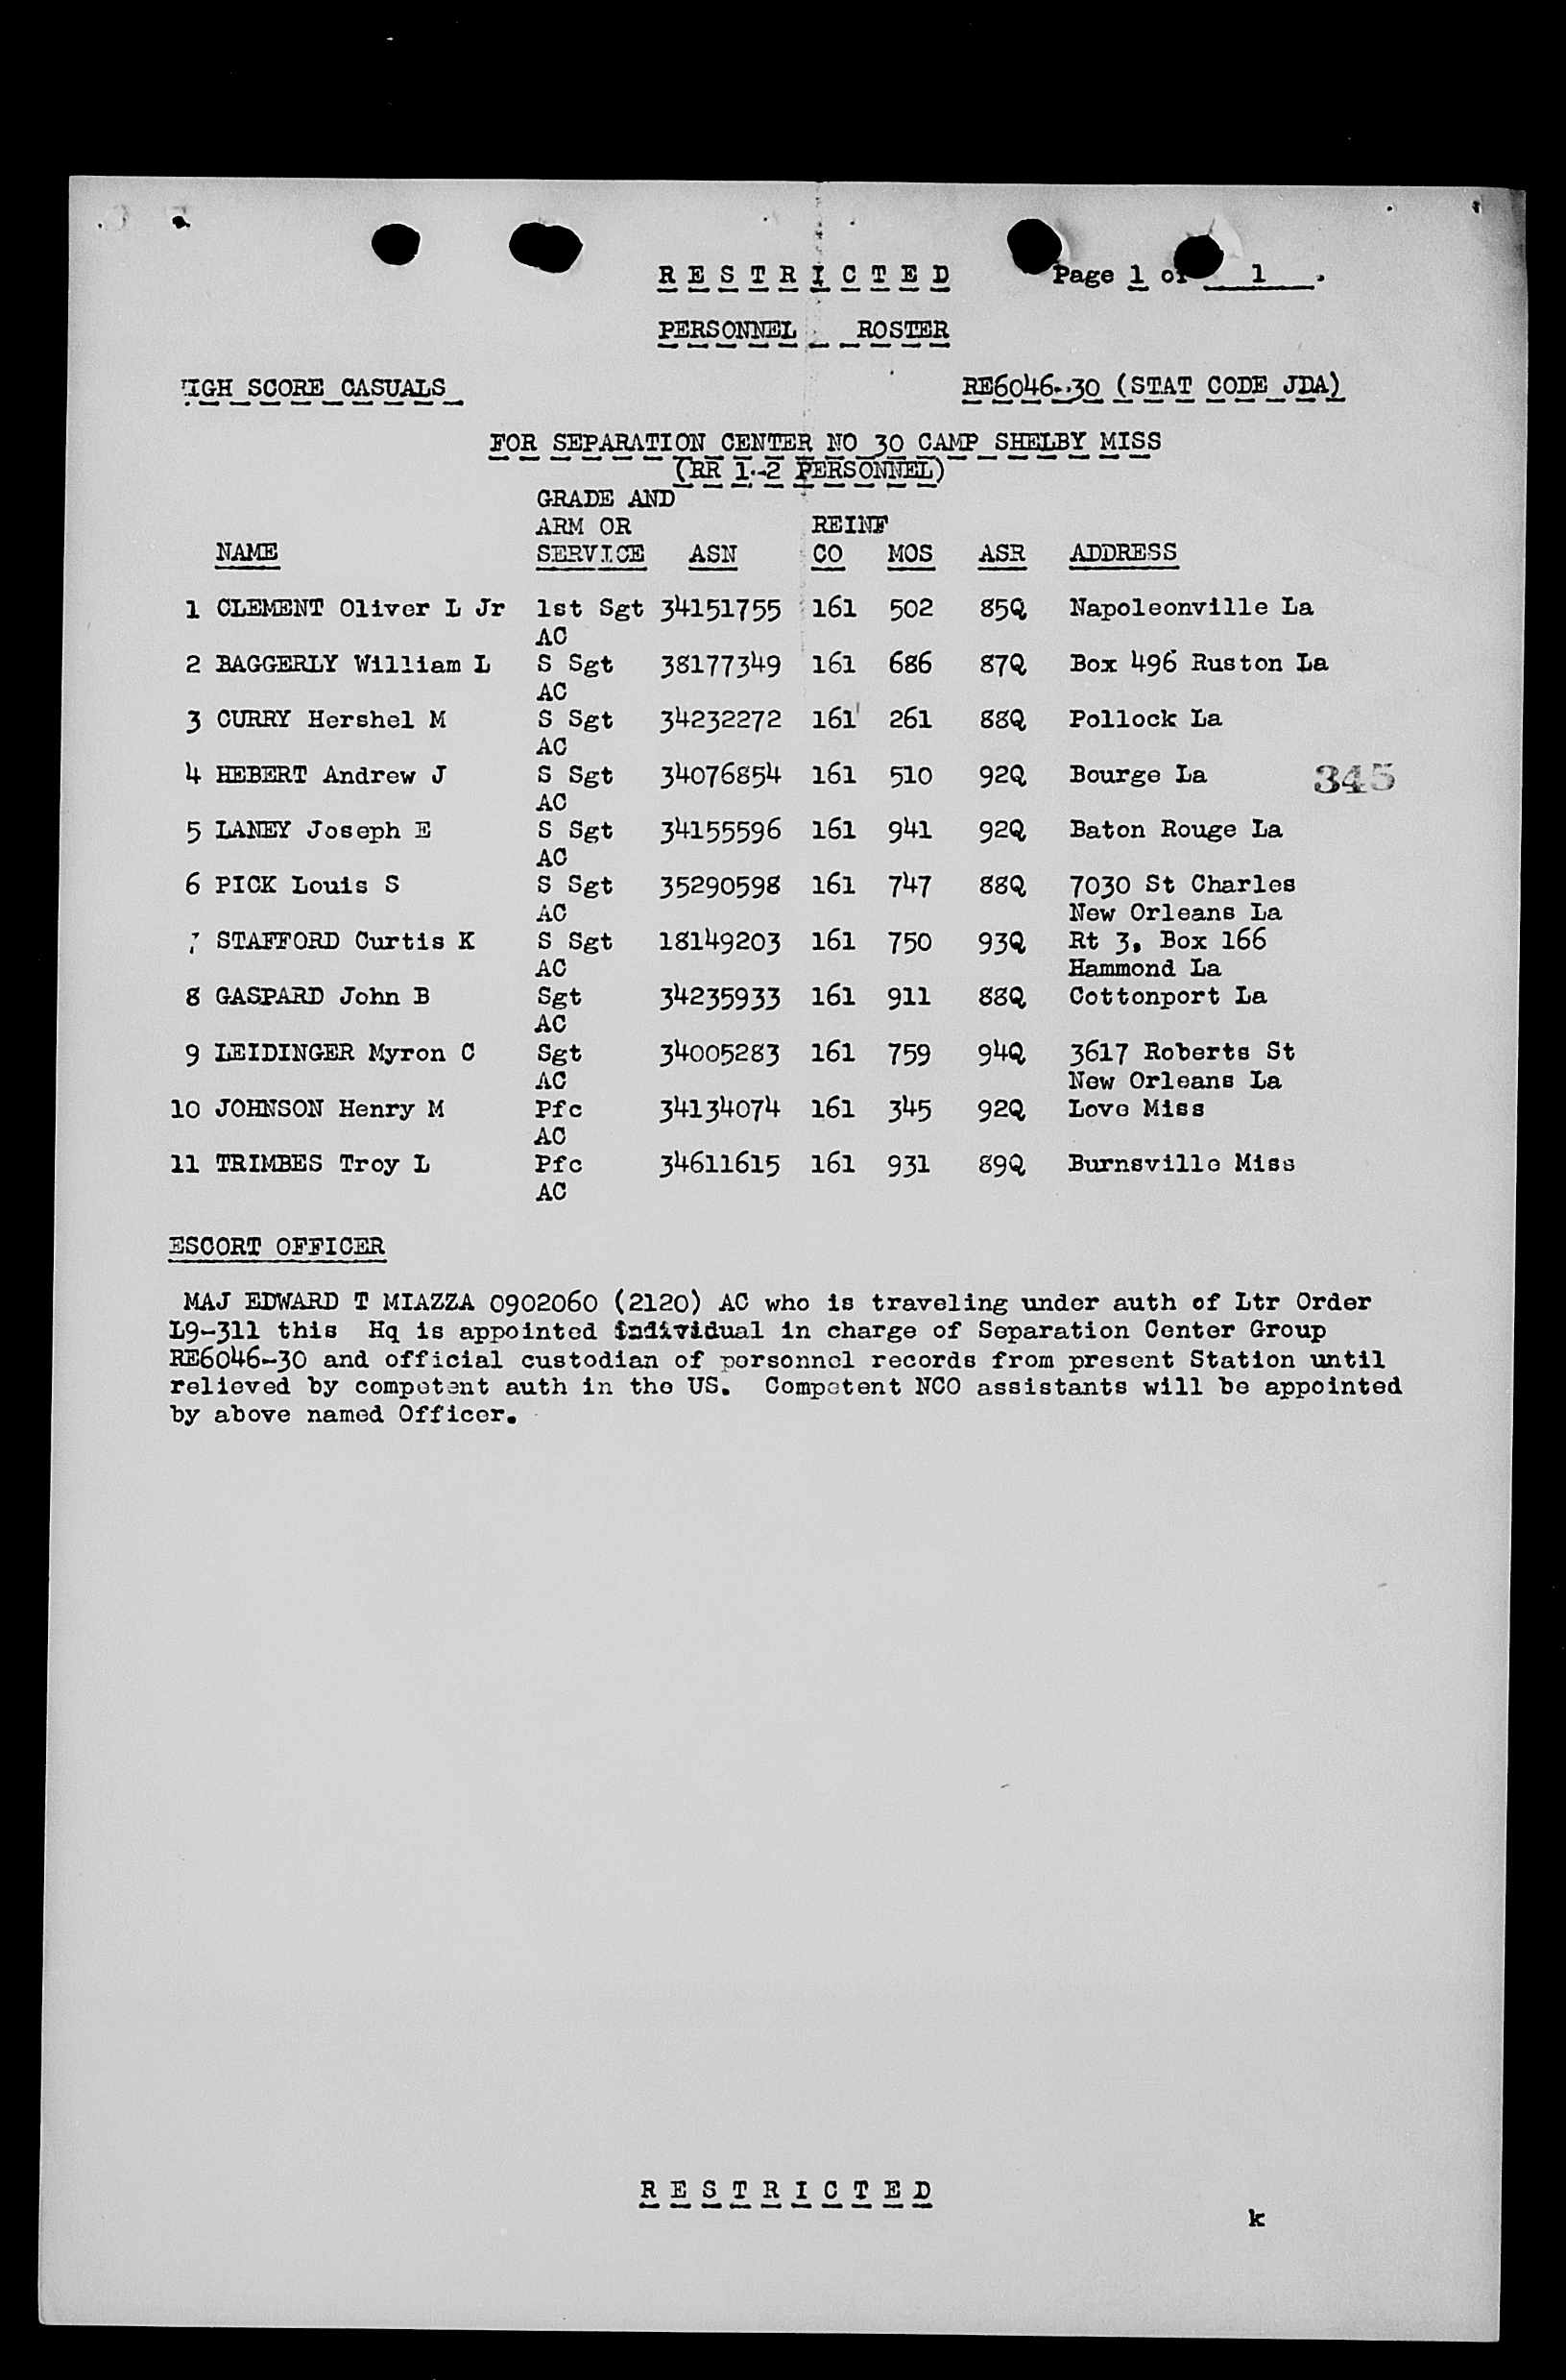 R E S T R I C T E D Page 1 of 1 .
PERSONNEL ROSTER
HIGH SCORE CASUALS RE6046-30 (STAT CODE JDA)
FOR SEPARATION CENTER NO 30 CAMP SHELBY MISS
(RR 1-2 PERSONNEL)
GRADE AND
ARM OR REINF
NAME SERVICE ASN CO MOS ASR ADDRESS
1 CLEMENT Oliver L Jr 1st Sgt 34151755 161 502 85Q Napoleonville La
AC
2 BAGGERLY William L S Sgt 38177349 161 686 87Q Box 496 Ruston La
AC
3 CURRY Hershel M S Sgt 34232272 161 261 88Q Pollock La
AC
4 HEBERT Andrew J S Sgt 34076854 161 510 92Q Bourge La 345
AC
5 LANEY Joseph E S Sgt 34155596 161 941 92Q Baton Rouge La
AC
6 PICK Louis S S Sgt 35290598 161 747 88Q 7030 St Charles
AC New Orleans La
7 STAFFORD Curtis K S Sgt 18149203 161 750 93Q Rt 3, Box 166
AC Hammond La
8 GASPARD John B Sgt 34235933 161 911 88Q Cottonport La
AC
9 LEIDINGER Myron C Sgt 34005283 161 759 94Q 3617 Roberts St
AC New Orleans La
10 JOHNSON Henry M Pfc 34134074 161 345 92Q Love Miss
AC
11 TRIMBES Troy L Pfc 34611615 161 931 89Q Burnsville Miss
AC
ESCORT OFFICER
MAJ EDWARD T MIAZZA 0902060 (2120) AC who is traveling under auth of Ltr Order
L9-311 this Hq is appointed individual in charge of Separation Center Group
RE6046-30 and official custodian of personnel records from present Station until
relieved by competent auth in the US. Competent NCO assistants will be appointed
by above named Officer.
R E S T R I C T E D
k